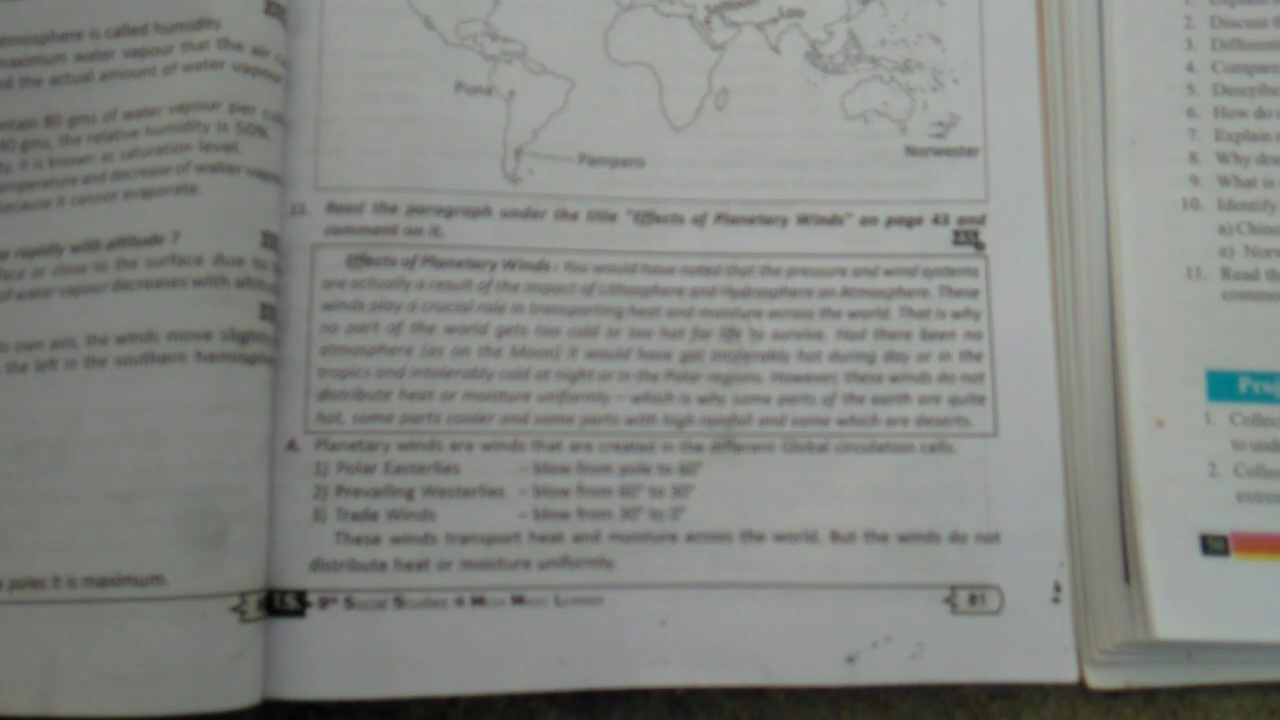 mosphere is called humidity
maximum water vapour that the air
d the actual amount of water vapour
ntain 80 gms of water vapour per
40 gms, the relative humidity is 50%.
it is known as saturation level.
mperature and decrease of water
because it cannot evaporate.
rapidly with altitude ?
face or close to the surface due to
of water vapour decreases with
s own axis, the winds move
the left in the southern
poles it is maximum.
Loo
Puna
Pampero
Norwester
11. Read the paragraph under the title "Effects of Planetary Winds" on page 43 and
comment on it.
Effects of Planetary Winds : You would have noted that the pressure and wind systems
are actually a result of the impact of Lithosphere and Hydrosphere on Atmosphere. These
winds play a crucial role in transporting heat and moisture across the world. That is why
no part of the world gets too cold or too hot for life to survive. Had there been no
atmosphere (as on the Moon) it would have got intolerably hot during day or in the
tropics and intolerably cold at night or in the Polar regions. However, these winds do not
distribute heat or moisture uniformly - which is why some parts of the earth are quite
hot, some parts cooler and some parts with high rainfall and some which are deserts.
A. Planetary winds are winds that are created in the different Global circulation cells.
1) Polar Easterlies - blow from pole to 60°
2) Prevailing Westerlies - blow from 60° to 30°
3) Trade Winds - blow from 30° to 0°
These winds transport heat and moisture across the world. But the winds do not
distribute heat or moisture uniformly.
9th Social Studies
81
2. Discuss
3.
4.
5. Describe
6. How do
7. Explain
8. Why do
9. What is
10. Identify
a)
e)
11. Read
Proj
1. Collec
to und
2. Collec